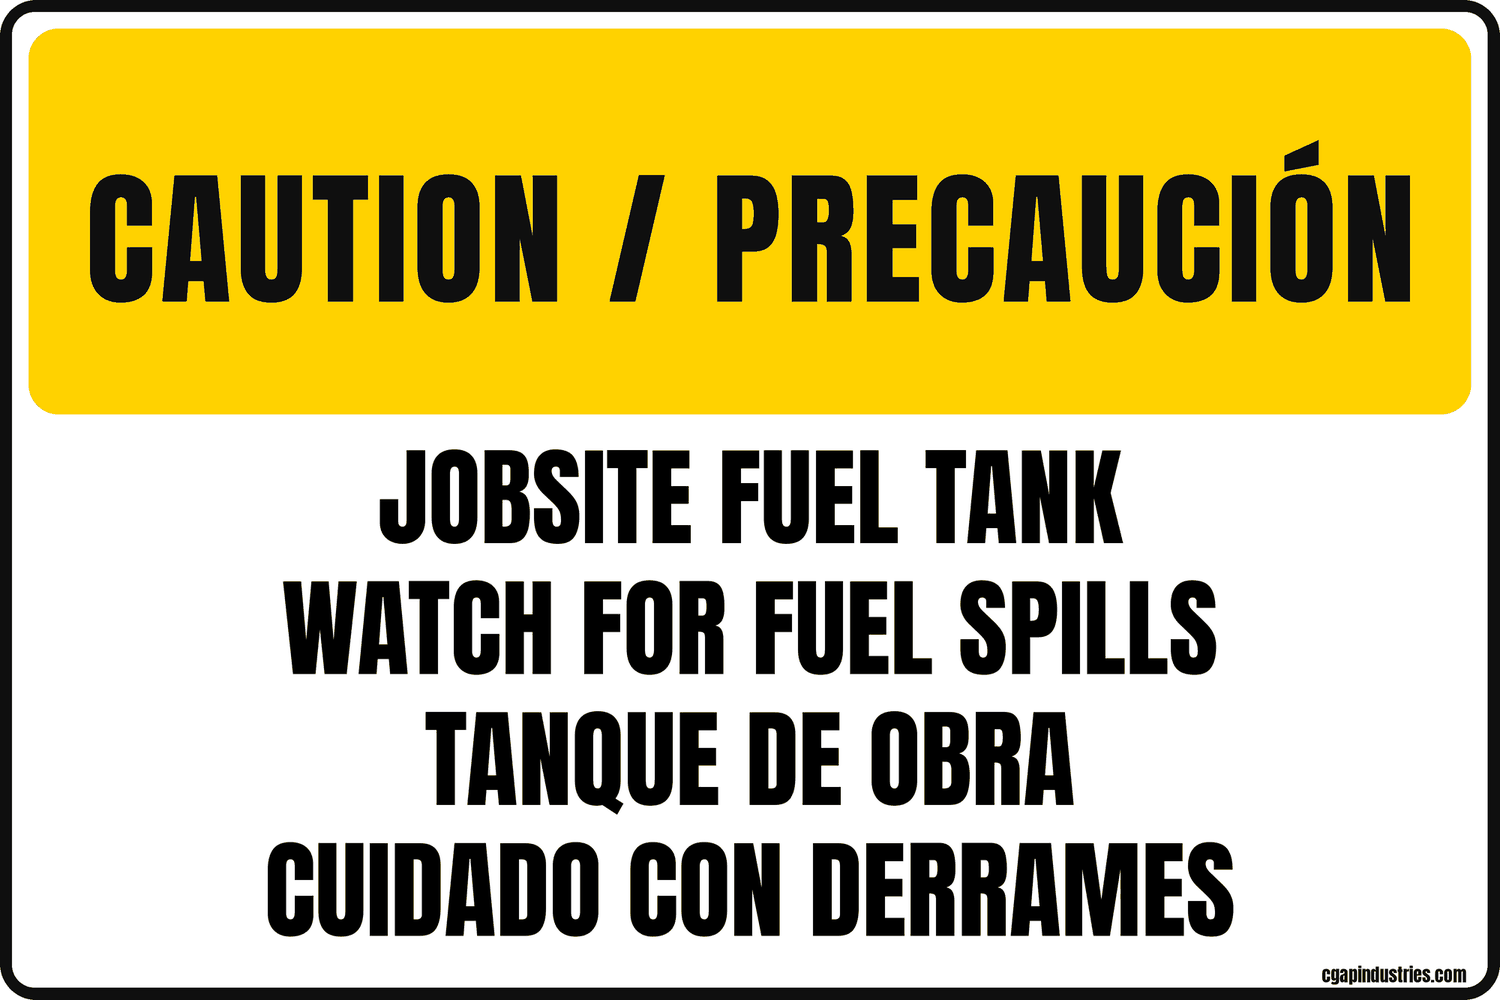 CAUTION / PRECAUCIÓN
JOBSITE FUEL TANK
WATCH FOR FUEL SPILLS
TANQUE DE OBRA
CUIDADO CON DERRAMES
cgapindustries.com